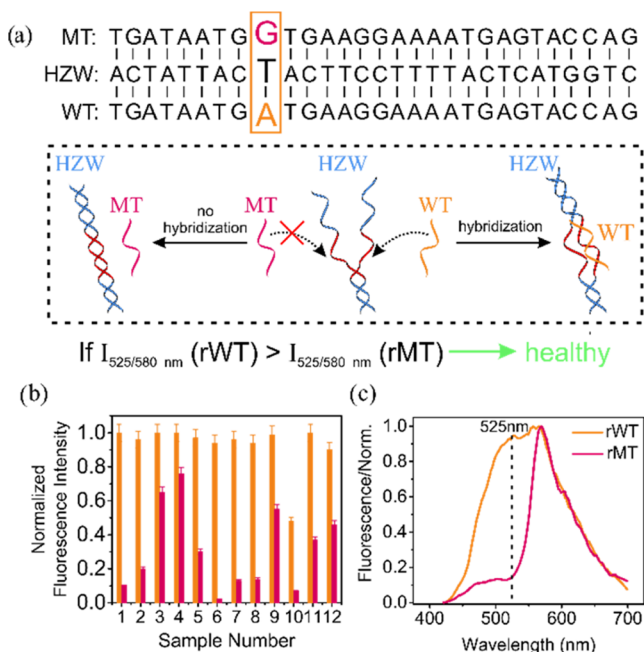 (a)
MT: TGATAATG G TGAAGGAAAATGAGTACCAG
HZW: ACTATTAC T ACTTCCTTTTACTCATGGTC
WT: TGATAATG A TGAAGGAAAATGAGTACCAG
HZW HZW HZW
MT no hybridization MT WT hybridization WT
If I525/580 nm (rWT) > I525/580 nm (rMT) healthy
(b)
Normalized
Fluorescence Intensity
1.0
0.8
0.6
0.4
0.2
0.0
1 2 3 4 5 6 7 8 9 10 11 12
Sample Number
(c)
Fluorescence/Norm.
1.0
0.8
0.6
0.4
0.2
0.0
525nm
rWT
rMT
400 500 600 700
Wavelength (nm)